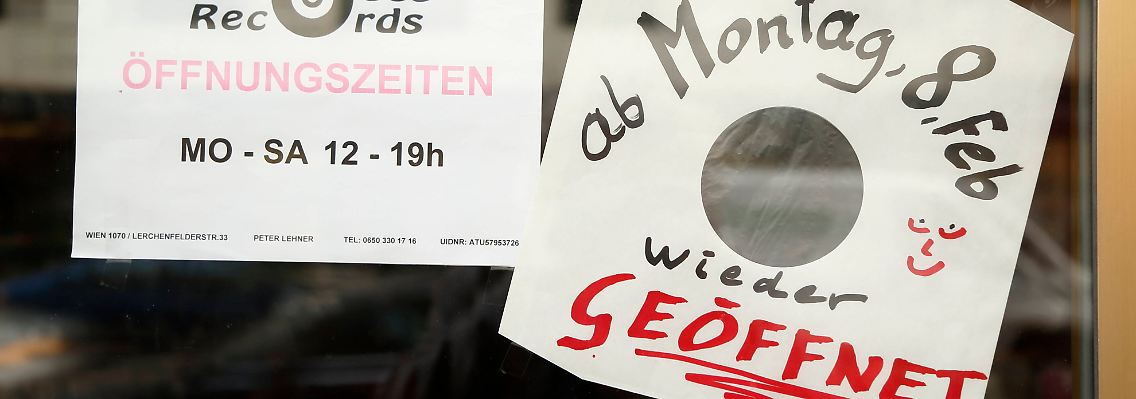 Rec rds
ÖFFNUNGSZEITEN
MO - SA 12 - 19h
WIEN 1070 / LERCHENFELDERSTR.33 PETER LEHNER TEL: 0650 330 17 16 UIDNR: ATU57953726
ab Montag, 8. Feb
wieder
GEÖFFNET